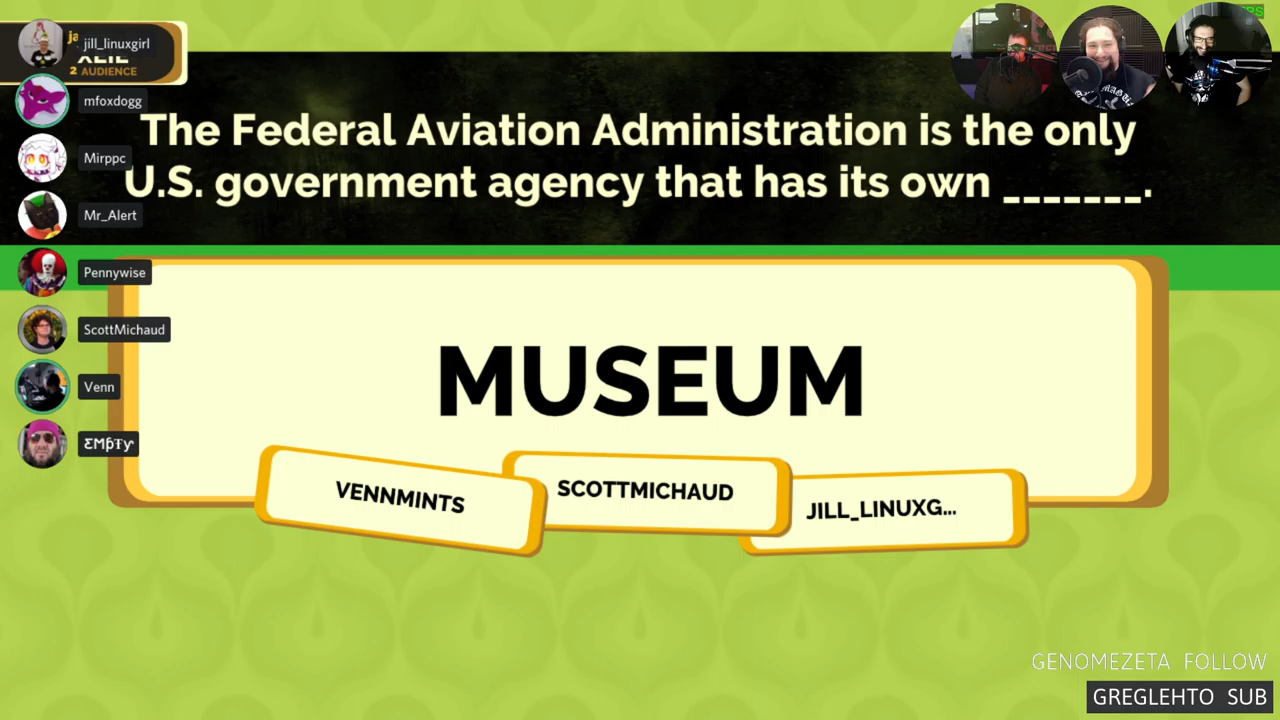 jill_linuxgirl
2 AUDIENCE
mfoxdogg
Mirppc
Mr_Alert
Pennywise
ScottMichaud
Venn
ƐMβŦƴ
The Federal Aviation Administration is the only
U.S. government agency that has its own _______.
MUSEUM
VENNMINTS
SCOTTMICHAUD
JILL_LINUXG...
GENOMEZETA FOLLOW
GREGLEHTO SUB